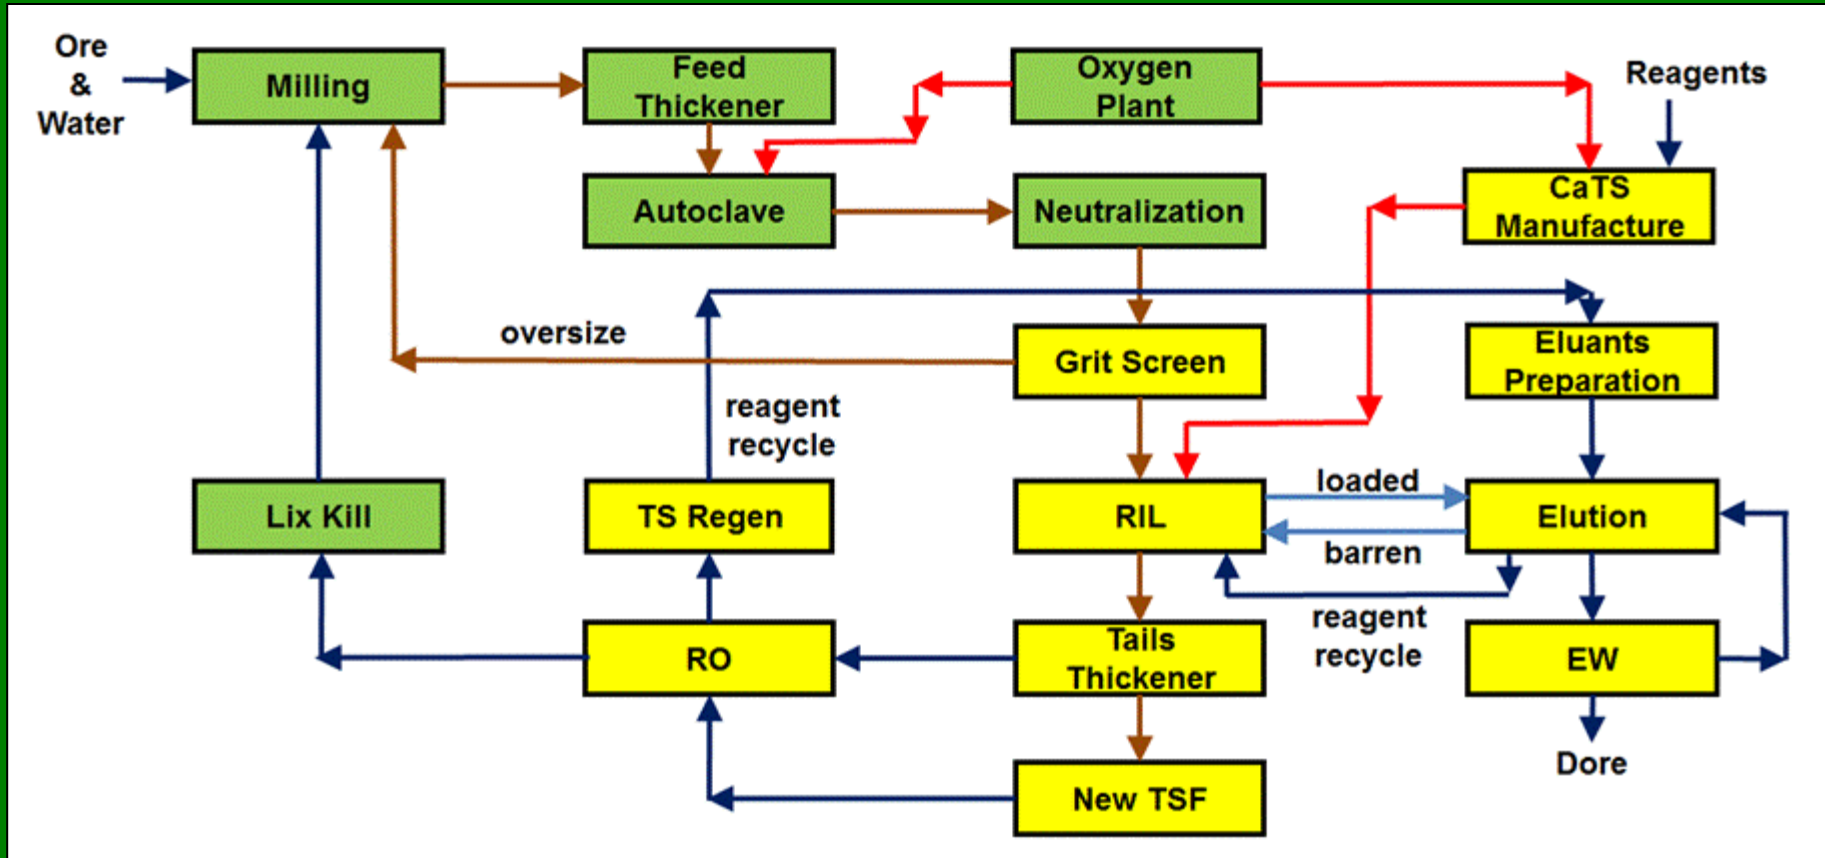 Ore
&
Water
Milling
Feed
Thickener
Oxygen
Plant
Reagents
Autoclave
Neutralization
CaTS
Manufacture
oversize
Grit Screen
Eluants
Preparation
reagent
recycle
Lix Kill
TS Regen
RIL
loaded
barren
Elution
reagent
recycle
RO
Tails
Thickener
EW
New TSF
Dore